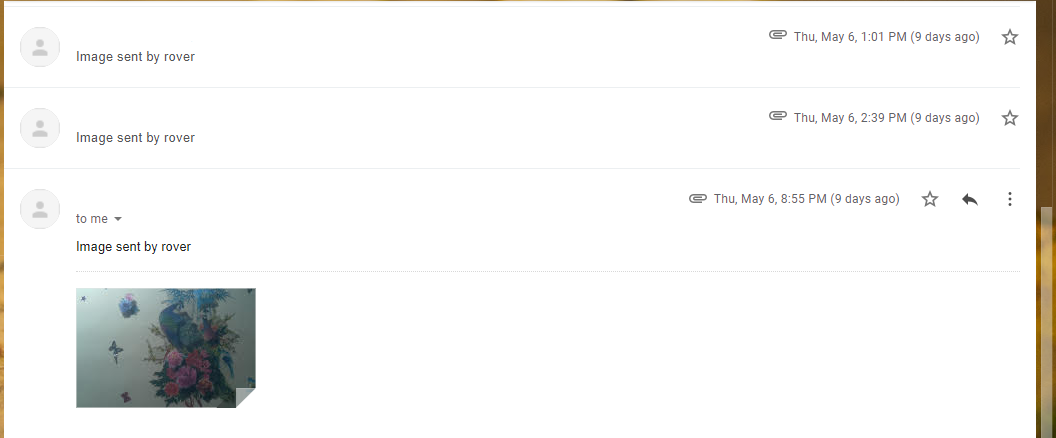 Thu, May 6, 1:01 PM (9 days ago)
Image sent by rover
Thu, May 6, 2:39 PM (9 days ago)
Image sent by rover
Thu, May 6, 8:55 PM (9 days ago)
to me
Image sent by rover